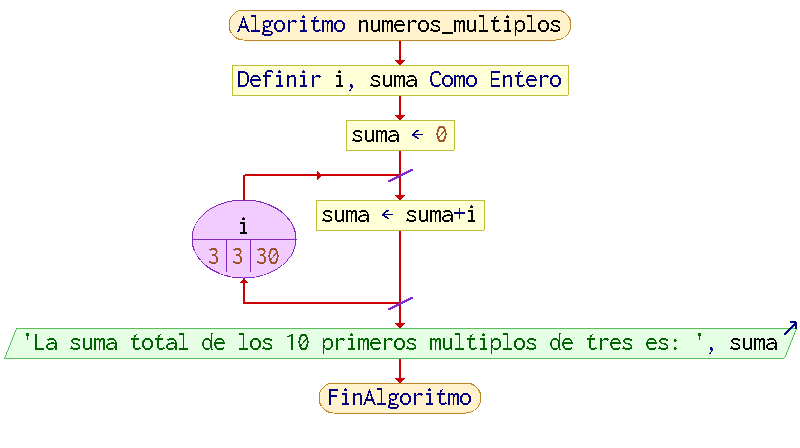 Algoritmo numeros_multiplos
Definir i, suma Como Entero
suma ← 0
suma ← suma+i
i
3 3 30
'La suma total de los 10 primeros multiplos de tres es: ', suma
FinAlgoritmo